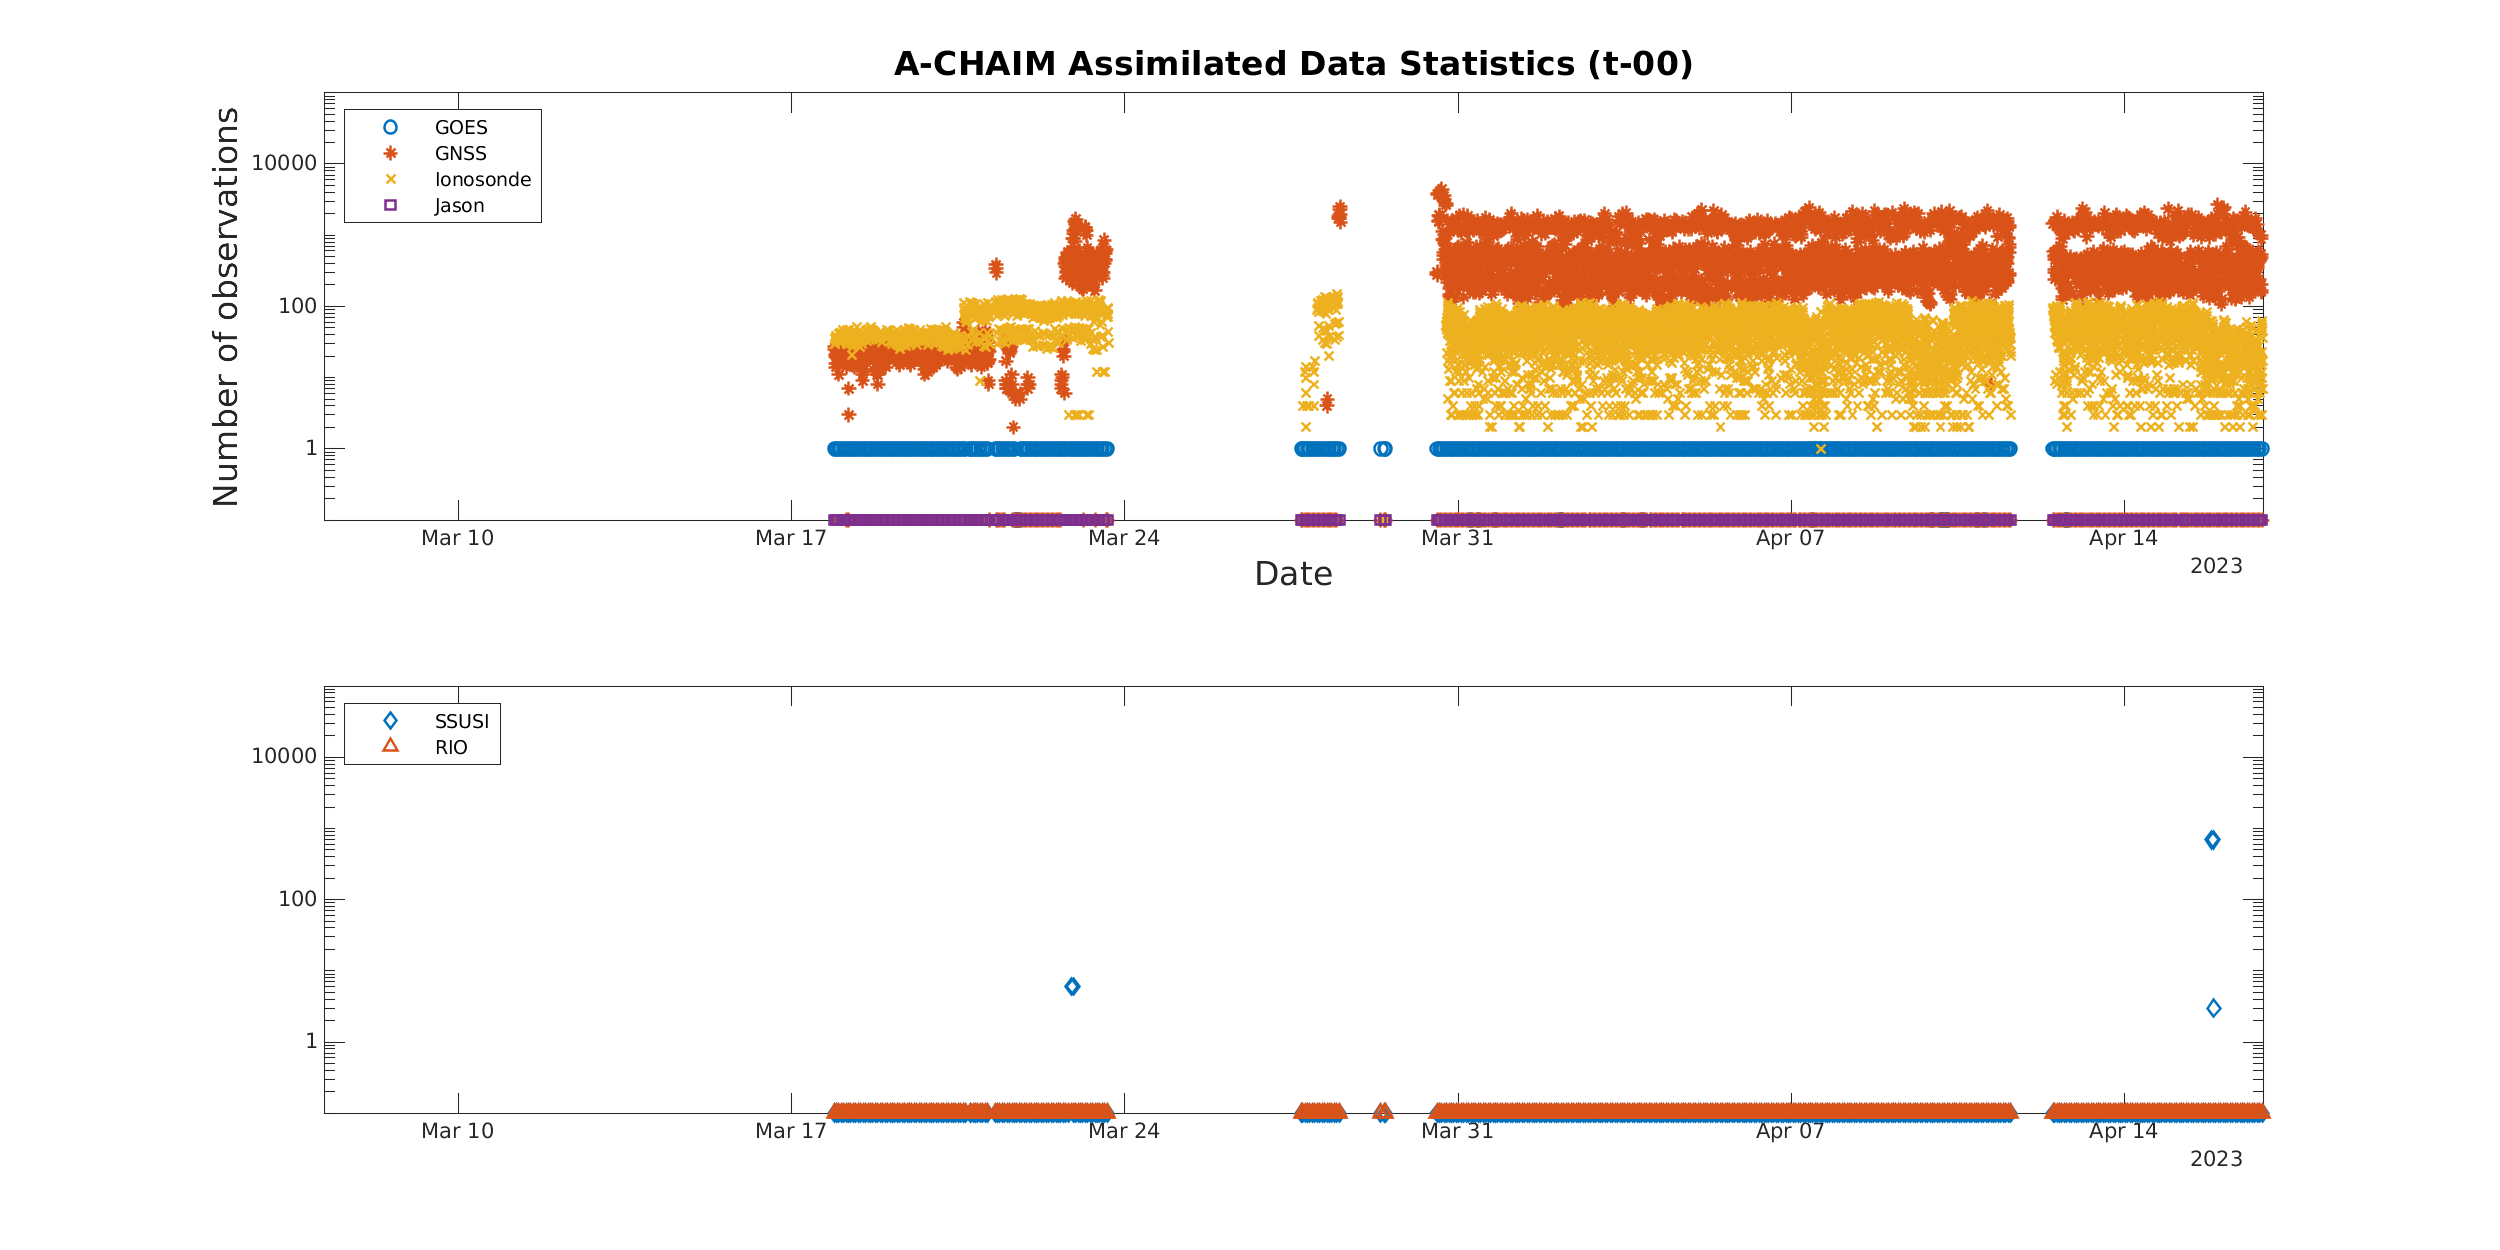 A-CHAIM Assimilated Data Statistics (t-00)
Number of observations
GOES
GNSS
Ionosonde
Jason
10000
100
1
Mar 10 Mar 17 Mar 24 Mar 31 Apr 07 Apr 14
2023
Date
SSUSI
RIO
10000
100
1
Mar 10 Mar 17 Mar 24 Mar 31 Apr 07 Apr 14
2023